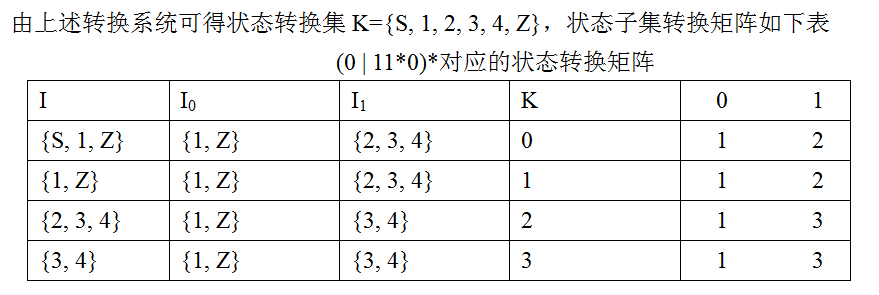 由上述转换系统可得状态转换集 K={S, 1, 2, 3, 4, Z}，状态子集转换矩阵如下表
(0 | 11*0)*对应的状态转换矩阵
I I₀ I₁ K 0 1
{S, 1, Z} {1, Z} {2, 3, 4} 0 1 2
{1, Z} {1, Z} {2, 3, 4} 1 1 2
{2, 3, 4} {1, Z} {3, 4} 2 1 3
{3, 4} {1, Z} {3, 4} 3 1 3